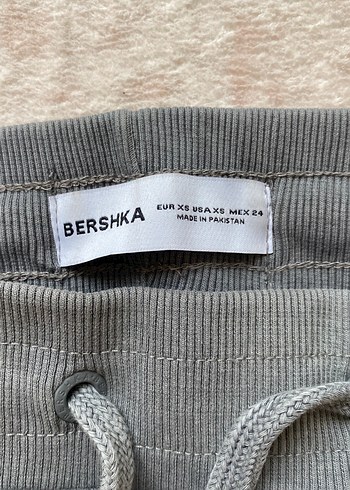 BERSHKA
EUR XS USA XS MEX 24
MADE IN PAKISTAN